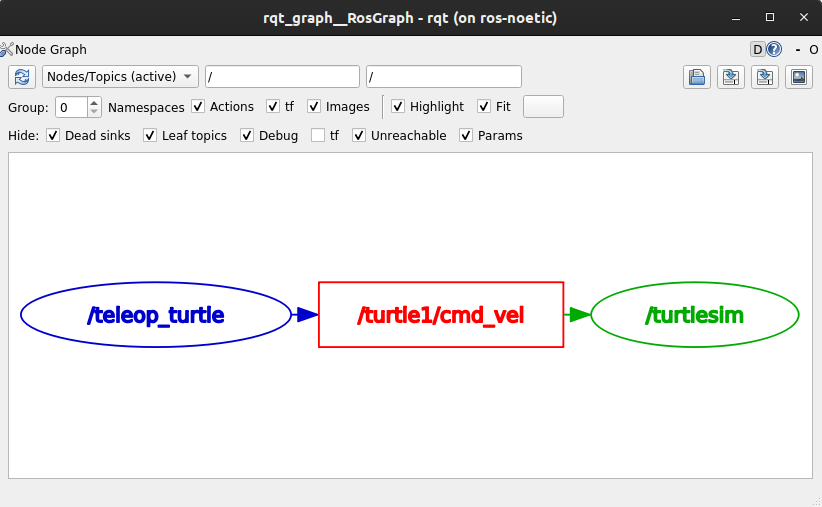 rqt_graph__RosGraph - rqt (on ros-noetic)
Node Graph D ? - O
Nodes/Topics (active) / /
Group: 0 Namespaces Actions tf Images Highlight Fit
Hide: Dead sinks Leaf topics Debug tf Unreachable Params
/teleop_turtle /turtle1/cmd_vel /turtlesim